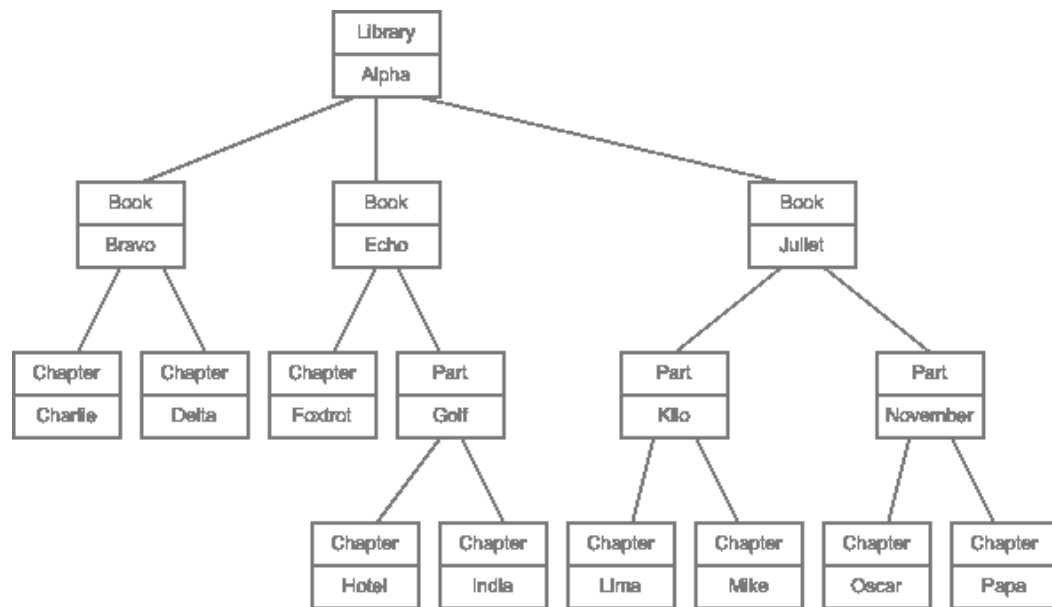 Library
Alpha
Book
Bravo
Book
Echo
Book
Juliet
Chapter
Charlie
Chapter
Delta
Chapter
Foxtrot
Part
Golf
Part
Kilo
Part
November
Chapter
Hotel
Chapter
India
Chapter
Lima
Chapter
Mike
Chapter
Oscar
Chapter
Papa